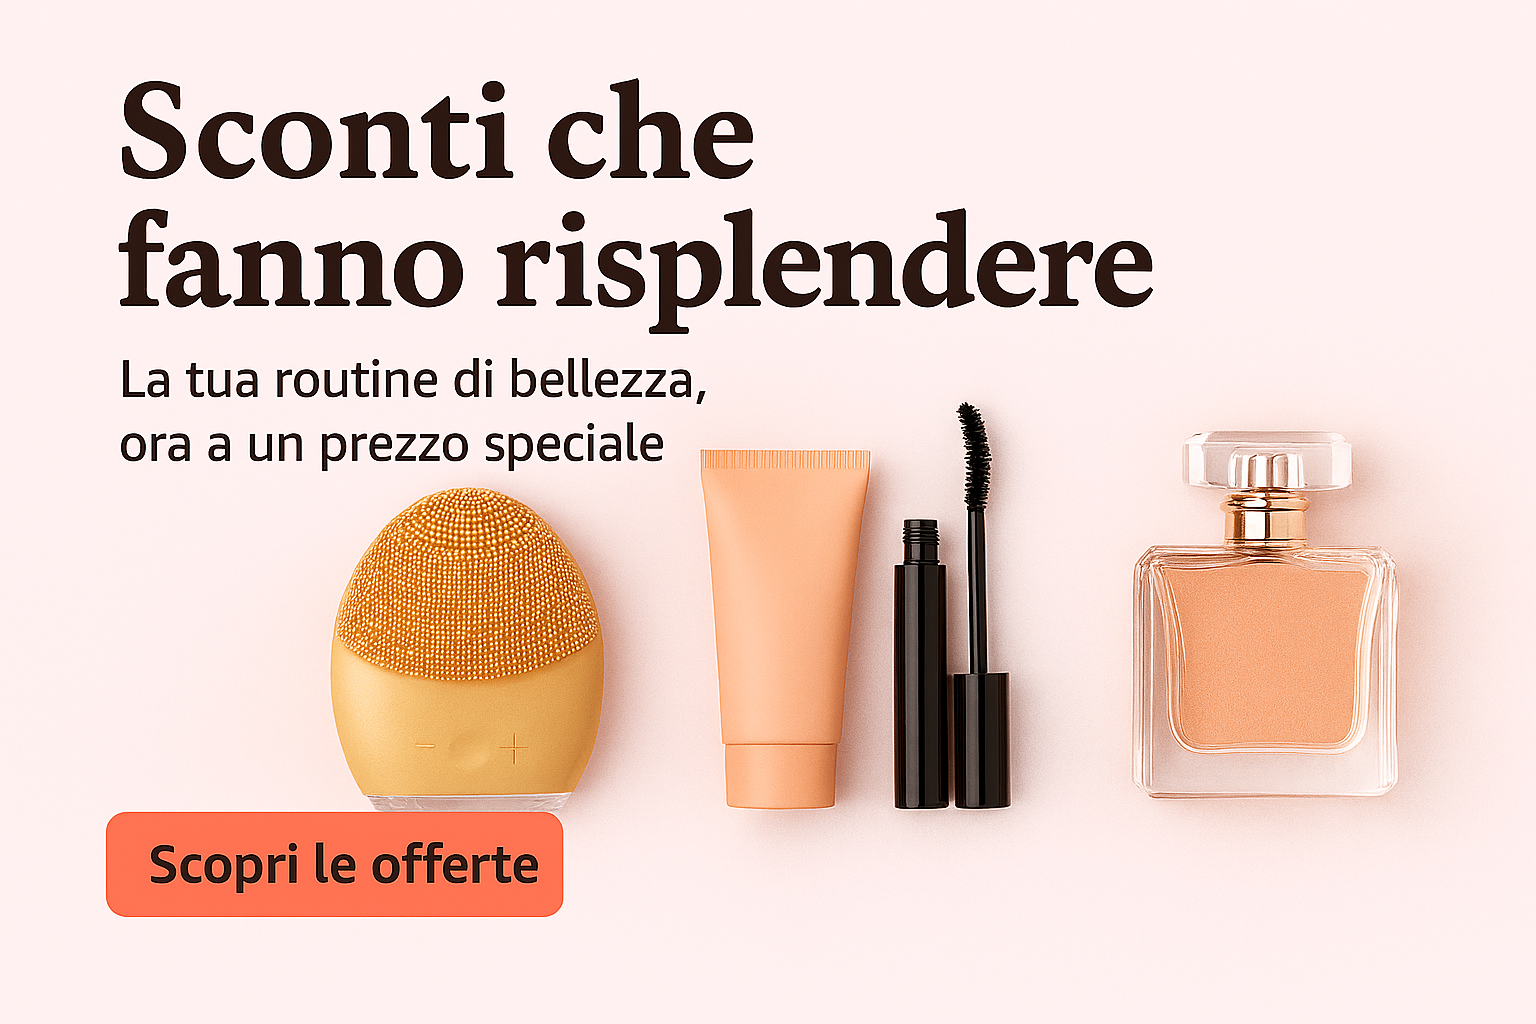 Sconti che
fanno risplendere
La tua routine di bellezza,
ora a un prezzo speciale
Scopri le offerte